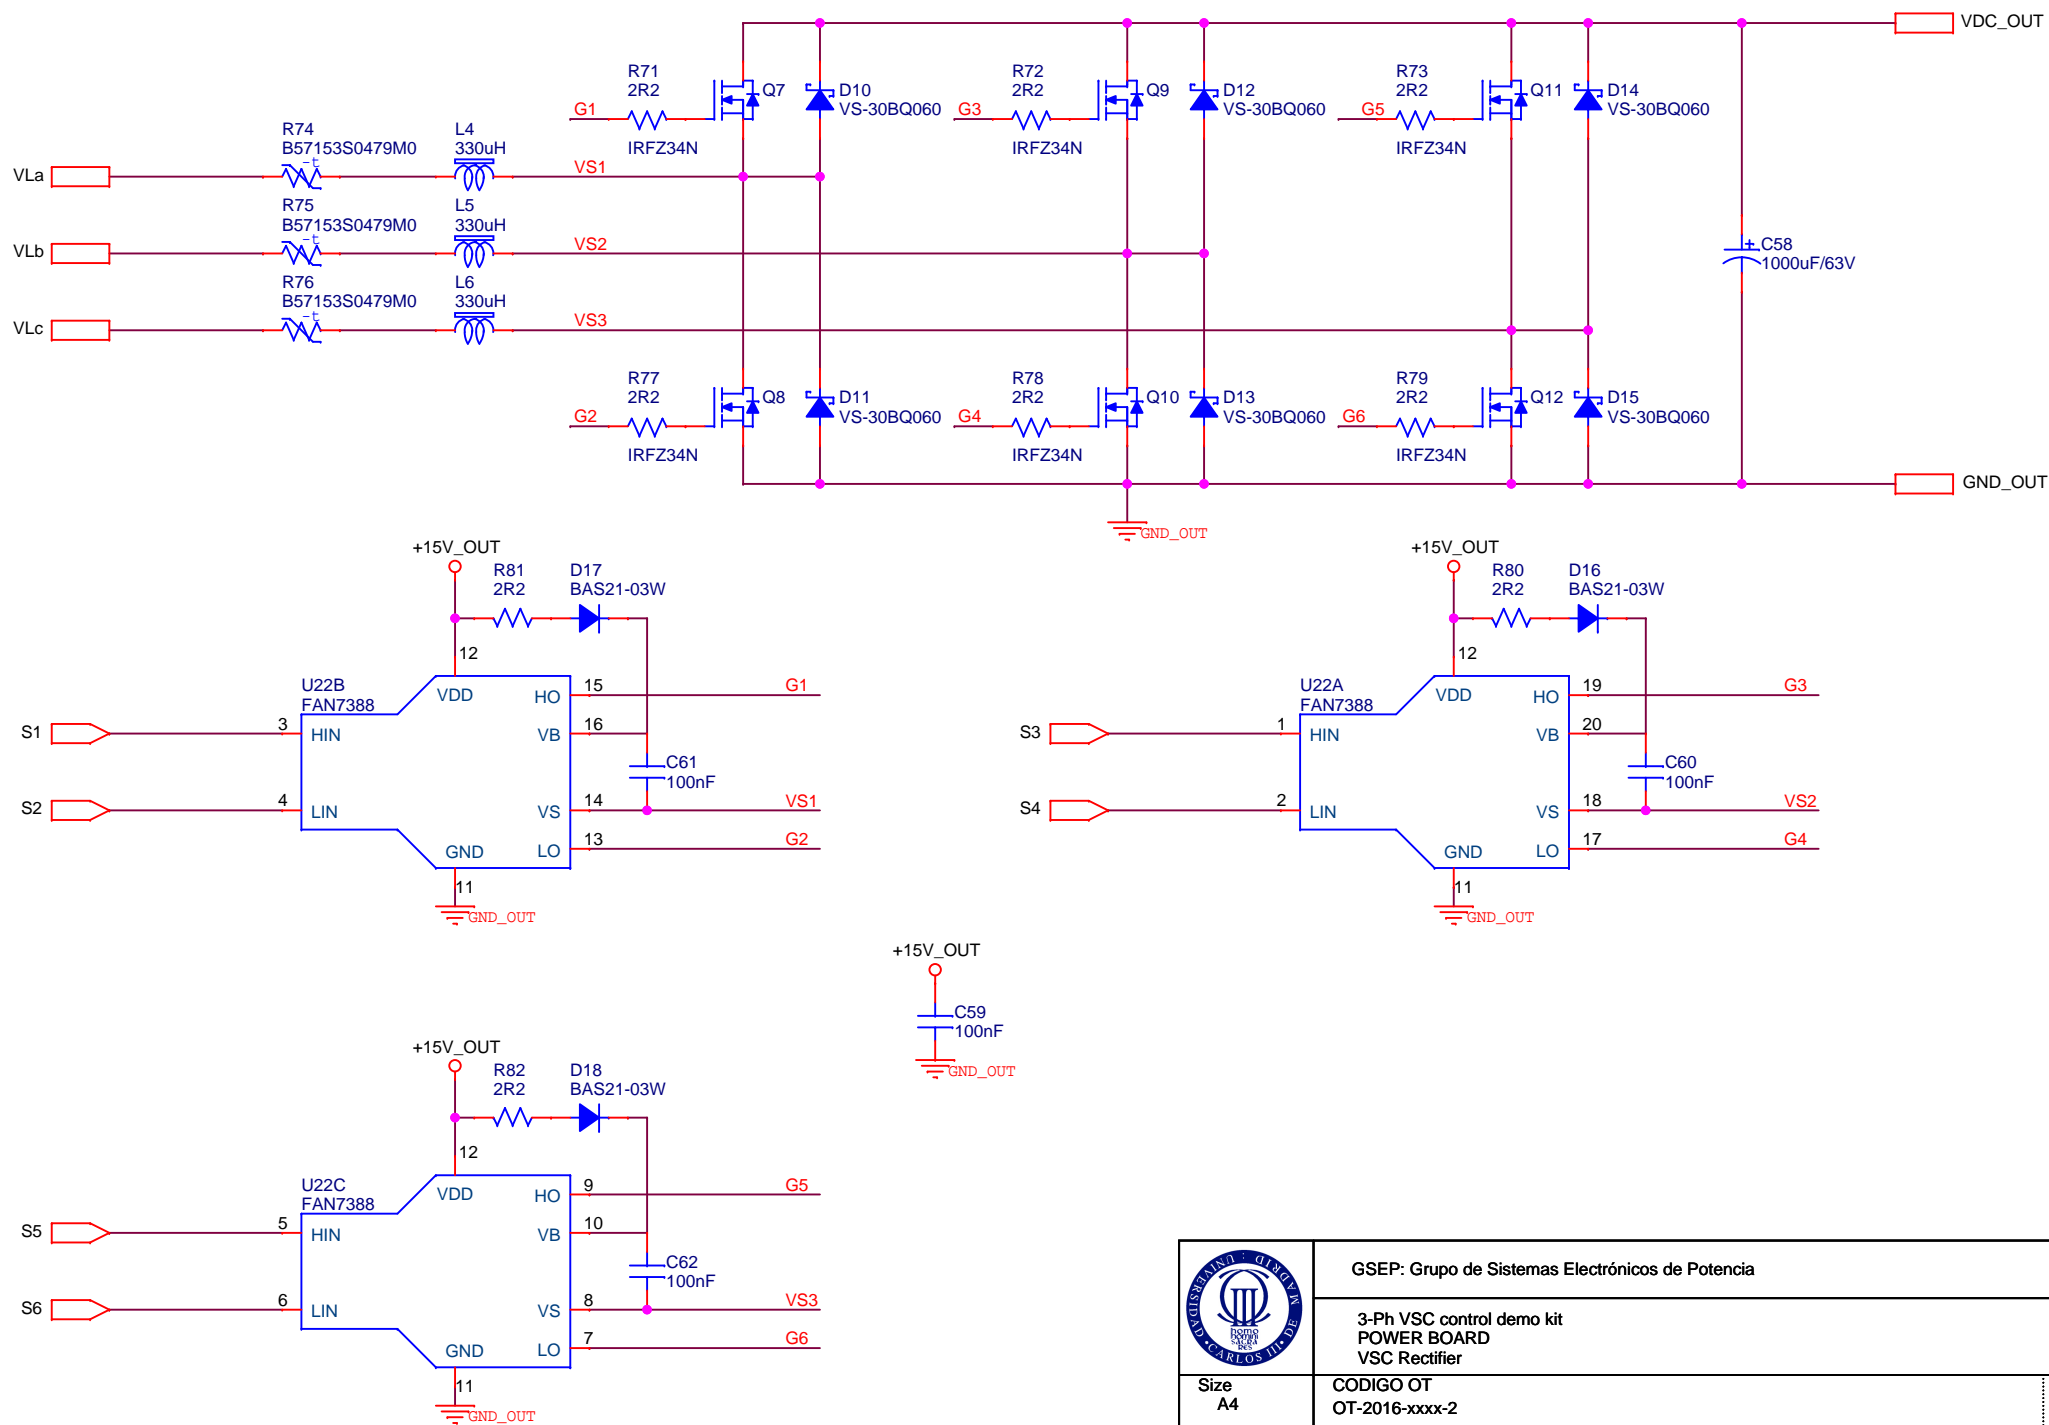 VDC_OUT
R71
2R2
Q7
D10
VS-30BQ060
G1
IRFZ34N
R72
2R2
Q9
D12
VS-30BQ060
G3
IRFZ34N
R73
2R2
Q11
D14
VS-30BQ060
G5
IRFZ34N
R74
B57153S0479M0
-t
L4
330uH
VLa
VS1
R75
B57153S0479M0
-t
L5
330uH
VLb
VS2
R76
B57153S0479M0
-t
L6
330uH
VLc
VS3
+
C58
1000uF/63V
R77
2R2
Q8
D11
VS-30BQ060
G2
IRFZ34N
R78
2R2
Q10
D13
VS-30BQ060
G4
IRFZ34N
R79
2R2
Q12
D15
VS-30BQ060
G6
IRFZ34N
GND_OUT
GND_OUT
+15V_OUT
R81
2R2
D17
BAS21-03W
12
U22B
FAN7388
VDD
HO
15
G1
S1
3
HIN
VB
16
C61
100nF
S2
4
LIN
VS
14
VS1
GND
LO
13
G2
11
GND_OUT
+15V_OUT
R80
2R2
D16
BAS21-03W
12
U22A
FAN7388
VDD
HO
19
G3
S3
1
HIN
VB
20
C60
100nF
S4
2
LIN
VS
18
VS2
GND
LO
17
G4
11
GND_OUT
+15V_OUT
C59
100nF
GND_OUT
+15V_OUT
R82
2R2
D18
BAS21-03W
12
U22C
FAN7388
VDD
HO
9
G5
S5
5
HIN
VB
10
C62
100nF
S6
6
LIN
VS
8
VS3
GND
LO
7
G6
11
GND_OUT
UNIVERSIDAD · CARLOS III · DE MADRID
homo
homini
sacra
res
GSEP: Grupo de Sistemas Electrónicos de Potencia
3-Ph VSC control demo kit
POWER BOARD
VSC Rectifier
Size
A4
CODIGO OT
OT-2016-xxxx-2